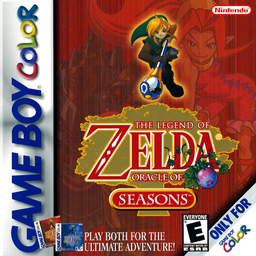 Nintendo
GAME BOY COLOR
THE LEGEND OF
ZELDA
ORACLE OF
SEASONS
PLAY BOTH FOR THE
ULTIMATE ADVENTURE!
EVERYONE
E
ESRB
ONLY FOR
GAME BOY
COLOR